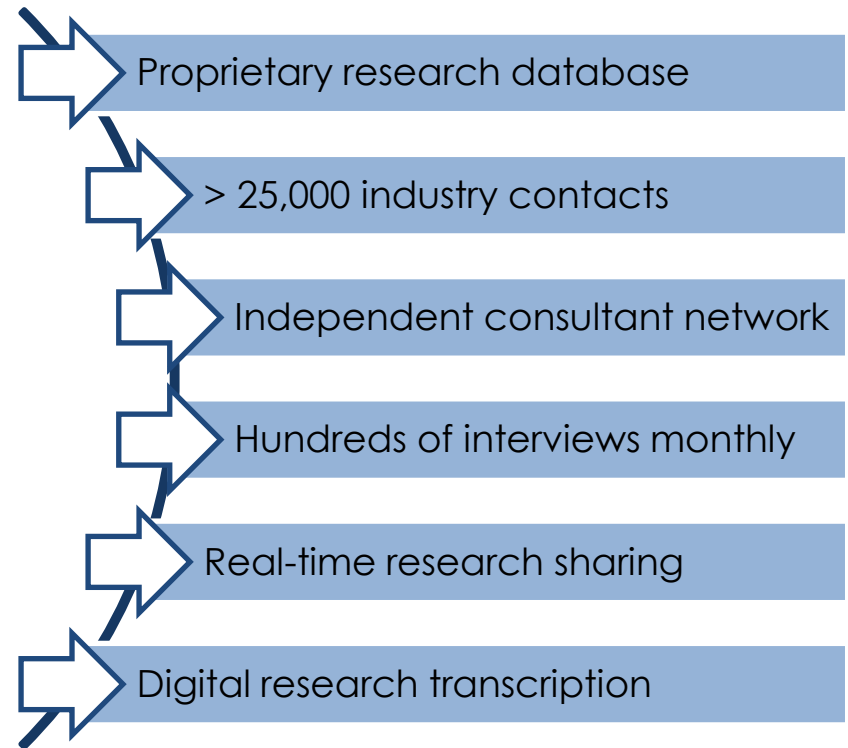 Proprietary research database
> 25,000 industry contacts
Independent consultant network
Hundreds of interviews monthly
Real-time research sharing
Digital research transcription